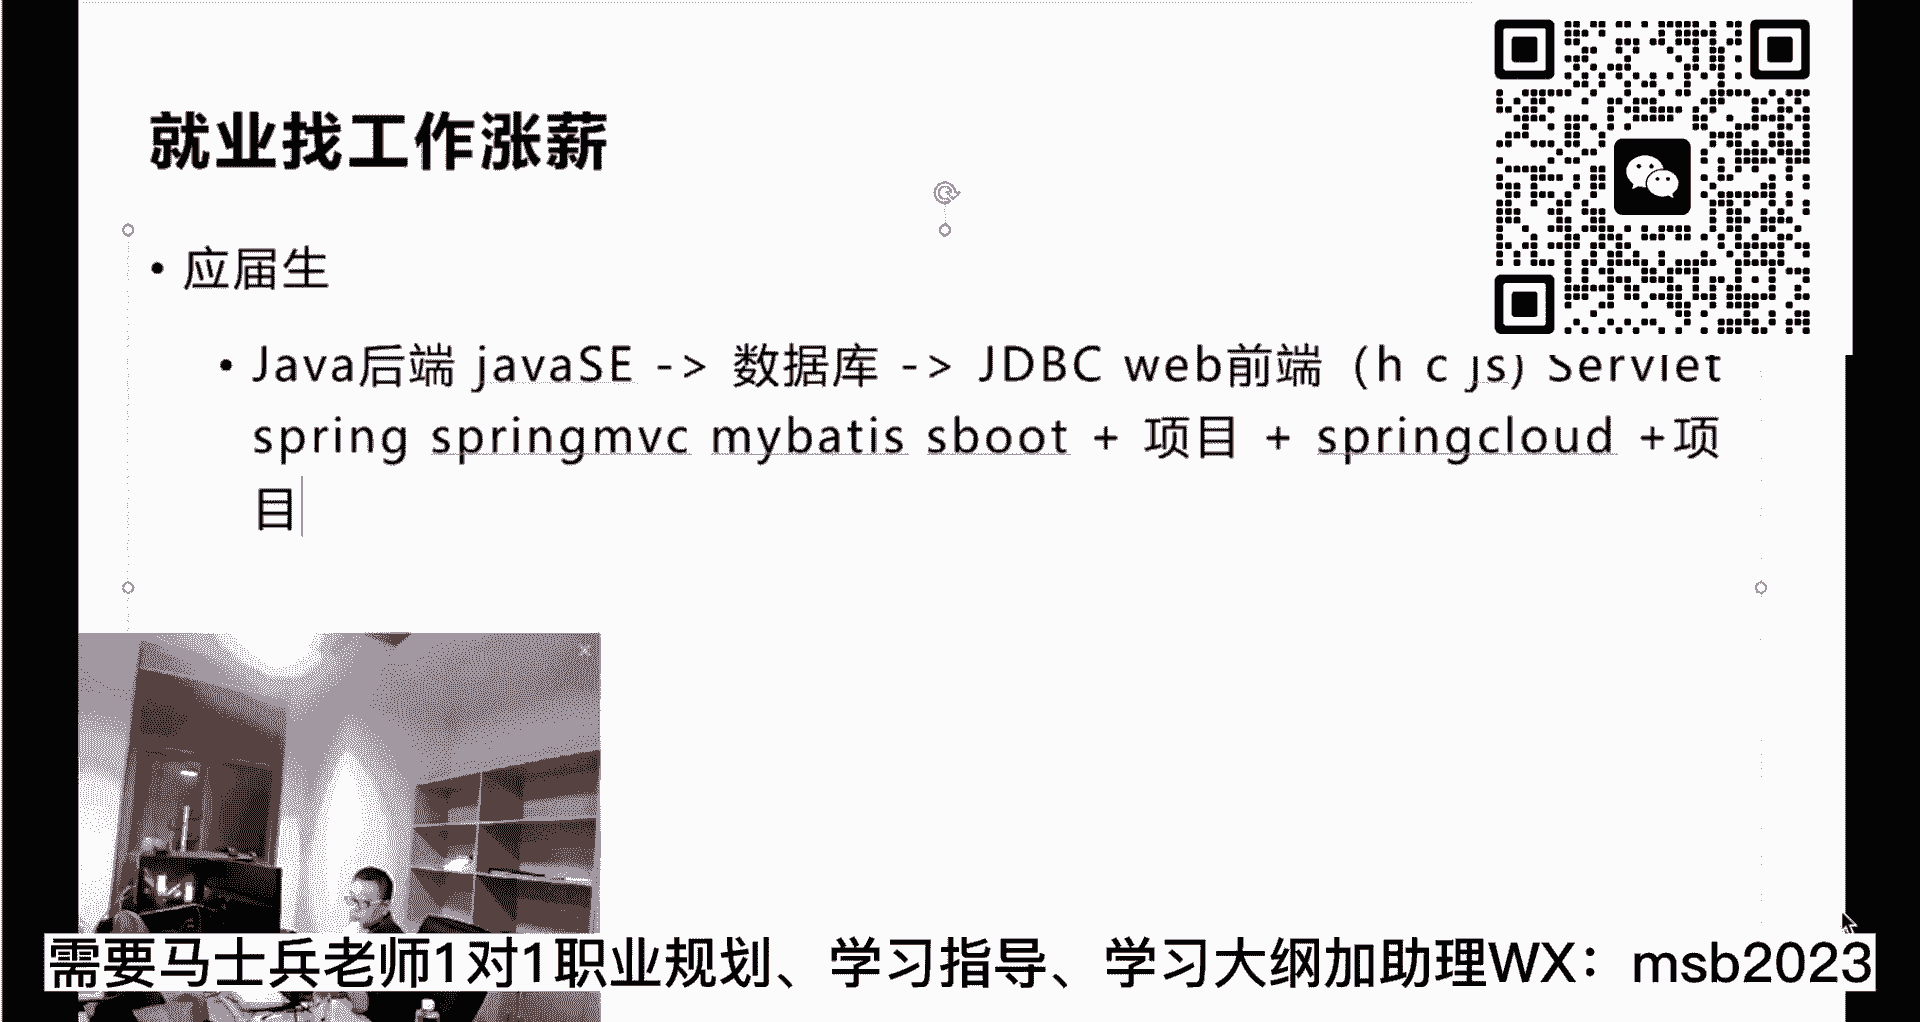 就业找工作涨薪
• 应届生
• Java后端 javaSE -> 数据库 -> JDBC web前端（h c js) Servlet
spring springmvc mybatis sboot + 项目 + springcloud +项
目
需要马士兵老师1对1职业规划、学习指导、学习大纲加助理WX：msb2023